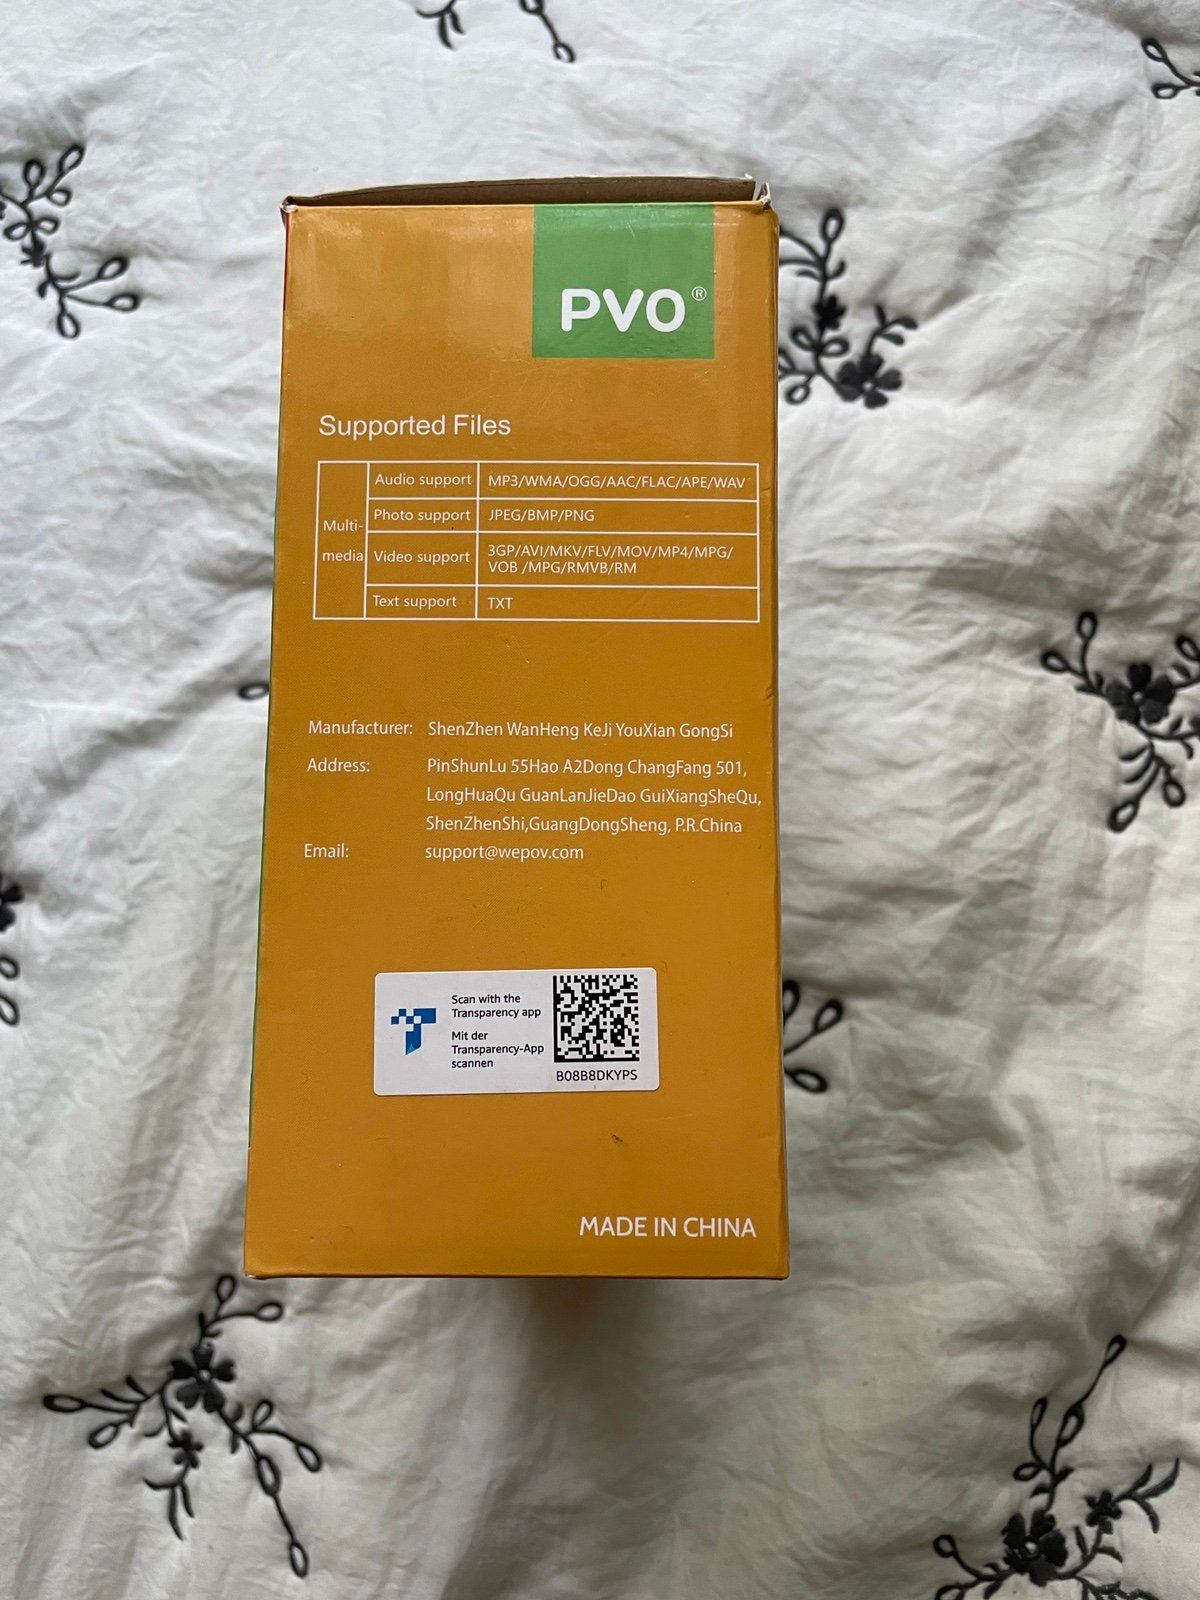 PVO®
Supported Files
Multi-
media
Audio support MP3/WMA/OGG/AAC/FLAC/APE/WAV
Photo support JPEG/BMP/PNG
Video support 3GP/AVI/MKV/FLV/MOV/MP4/MPG/
VOB /MPG/RMVB/RM
Text support TXT
Manufacturer: ShenZhen WanHeng KeJi YouXian GongSi
Address: PinShunLu 55Hao A2Dong ChangFang 501,
LongHuaQu GuanLanJieDao GuiXiangSheQu,
ShenZhenShi,GuangDongSheng, P.R.China
Email: support@wepov.com
Scan with the
Transparency app
Mit der
Transparency-App
scannen
B08B8DKYPS
MADE IN CHINA